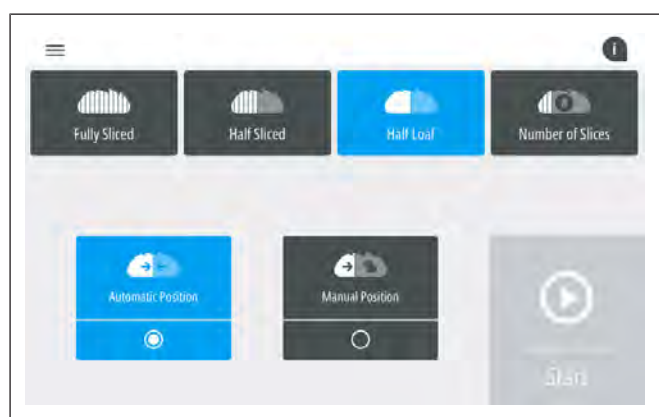 i
Fully Sliced
Half Sliced
Half Loaf
Number of Slices
Automatic Position
Manual Position
Start